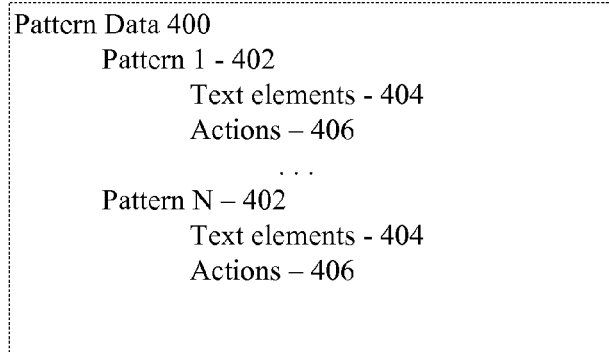 Pattern Data 400
Pattern 1 - 402
Text elements - 404
Actions – 406
. . .
Pattern N – 402
Text elements - 404
Actions – 406